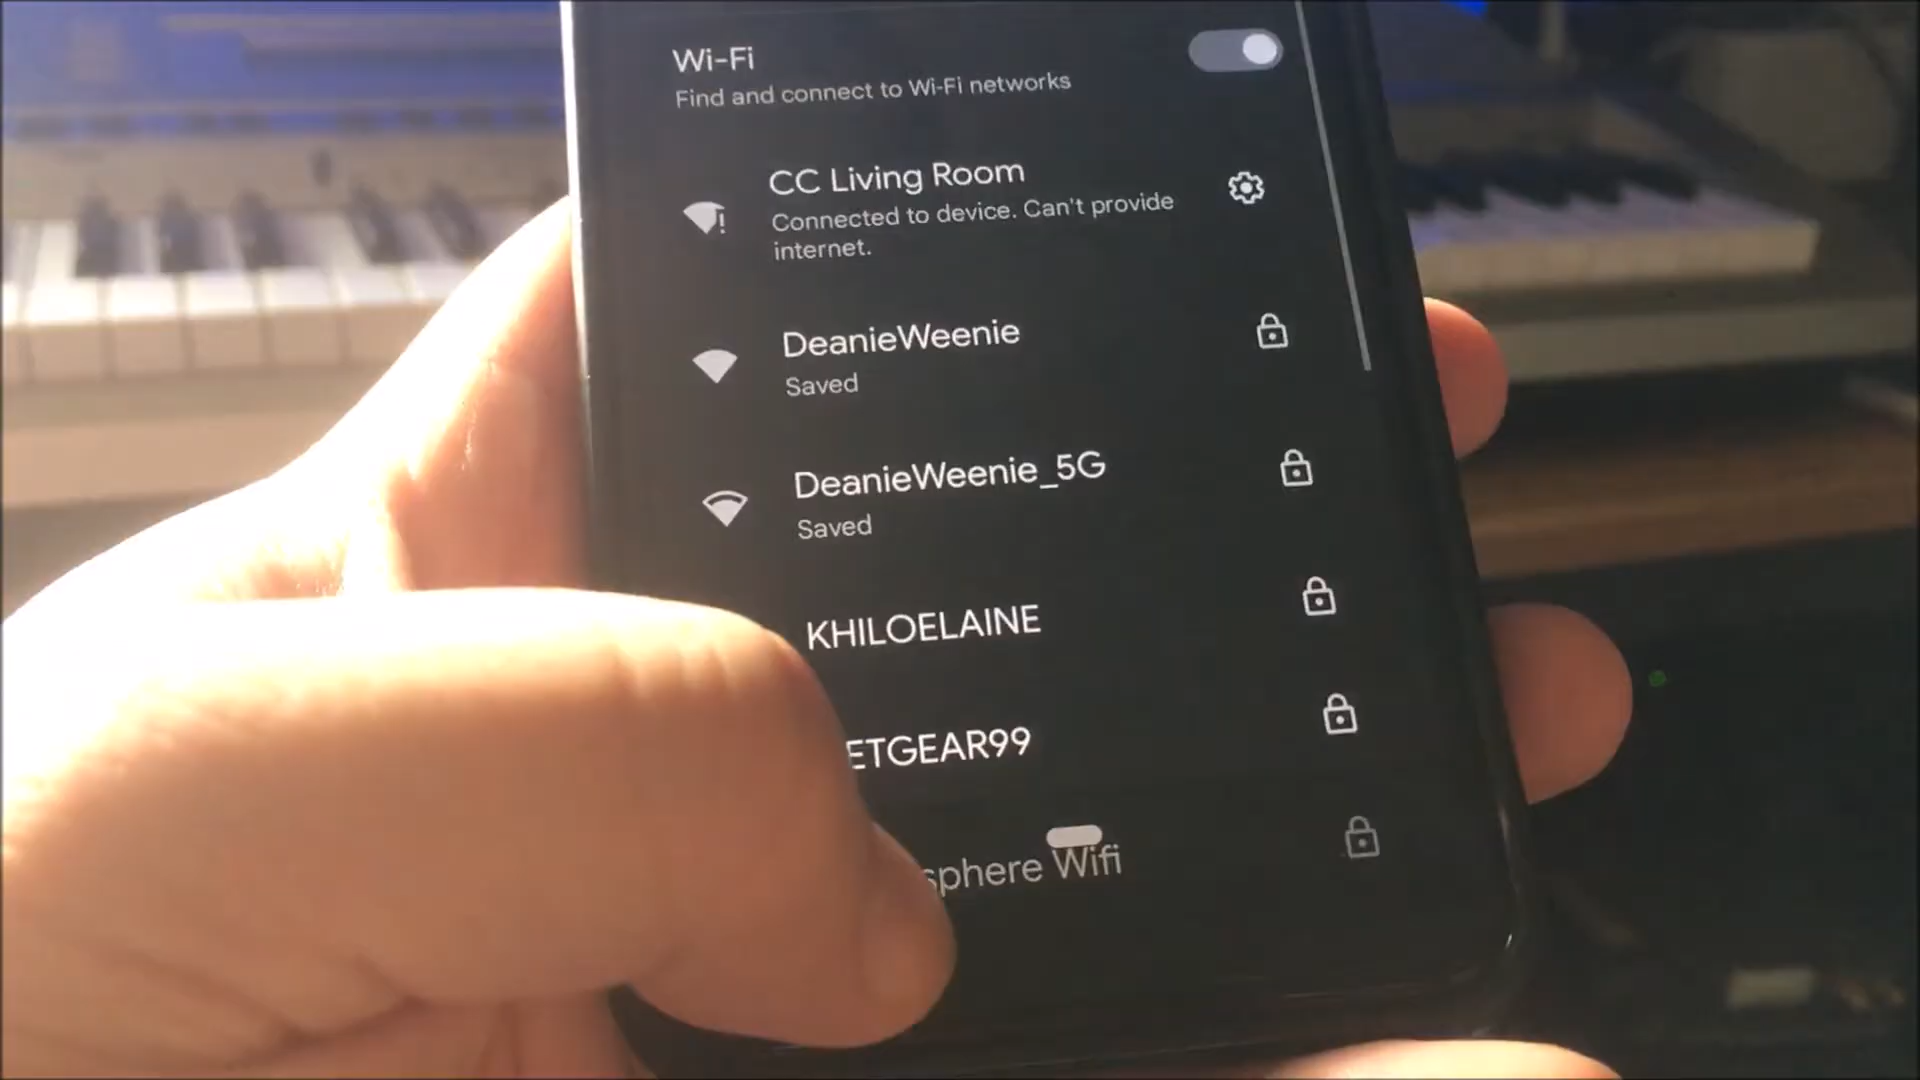 Wi-Fi
Find and connect to Wi-Fi networks
CC Living Room
Connected to device. Can't provide
internet.
DeanieWeenie
Saved
DeanieWeenie_5G
Saved
KHILOELAINE
ETGEAR99
sphere Wifi